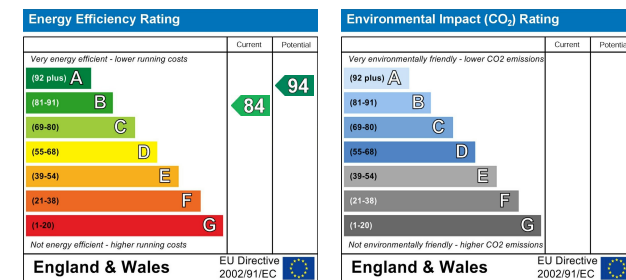 Energy Efficiency Rating
Current Potential
Very energy efficient - lower running costs
(92 plus) A
94
(81-91) B
84
(69-80) C
(55-68) D
(39-54) E
(21-38) F
(1-20) G
Not energy efficient - higher running costs
England & Wales
EU Directive
2002/91/EC
Environmental Impact (CO₂) Rating
Current Potential
Very environmentally friendly - lower CO2 emissions
(92 plus) A
(81-91) B
(69-80) C
(55-68) D
(39-54) E
(21-38) F
(1-20) G
Not environmentally friendly - higher CO2 emissions
England & Wales
EU Directive
2002/91/EC